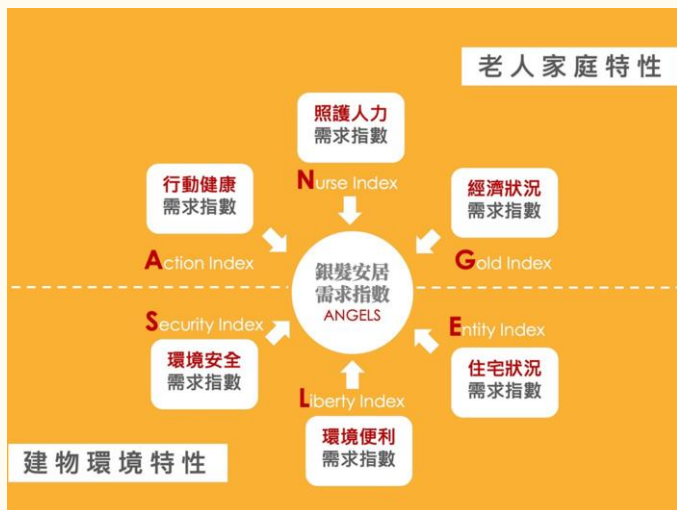 老人家庭特性
照護人力
需求指數
Nurse Index
行動健康
需求指數
Action Index
經濟狀況
需求指數
Gold Index
銀髮安居
需求指數
ANGELS
Security Index
環境安全
需求指數
Entity Index
住宅狀況
需求指數
Liberty Index
環境便利
需求指數
建物環境特性